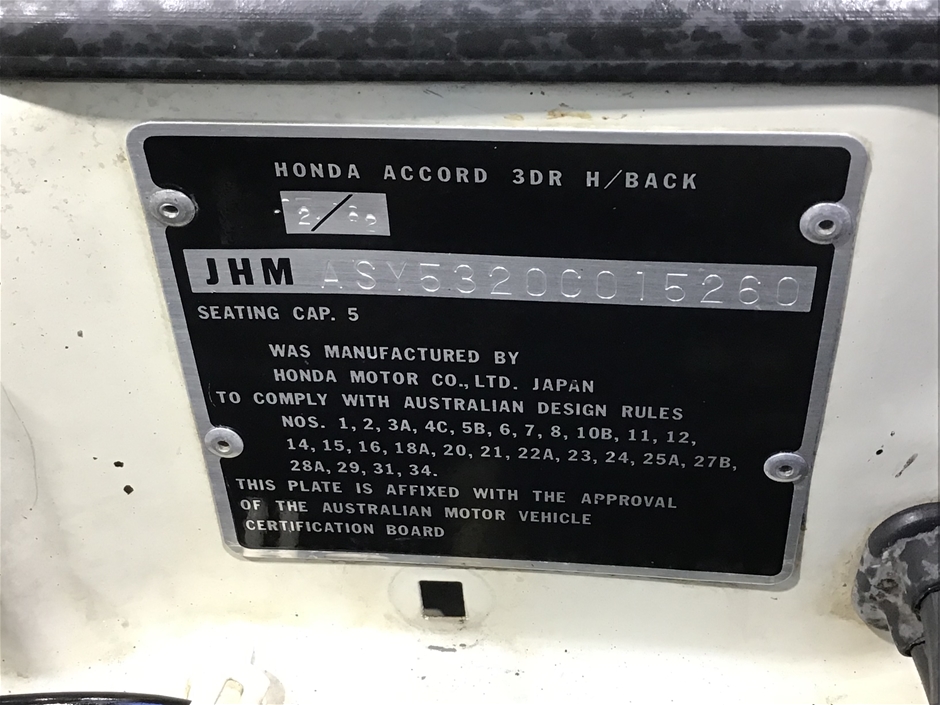 HONDA ACCORD 3DR H/BACK
2/82
JHM ASY5320C015260
SEATING CAP. 5
WAS MANUFACTURED BY
HONDA MOTOR CO., LTD. JAPAN
TO COMPLY WITH AUSTRALIAN DESIGN RULES
NOS. 1, 2, 3A, 4C, 5B, 6, 7, 8, 10B, 11, 12,
14, 15, 16, 18A, 20, 21, 22A, 23, 24, 25A, 27B,
28A, 29, 31, 34.
THIS PLATE IS AFFIXED WITH THE APPROVAL
OF THE AUSTRALIAN MOTOR VEHICLE
CERTIFICATION BOARD